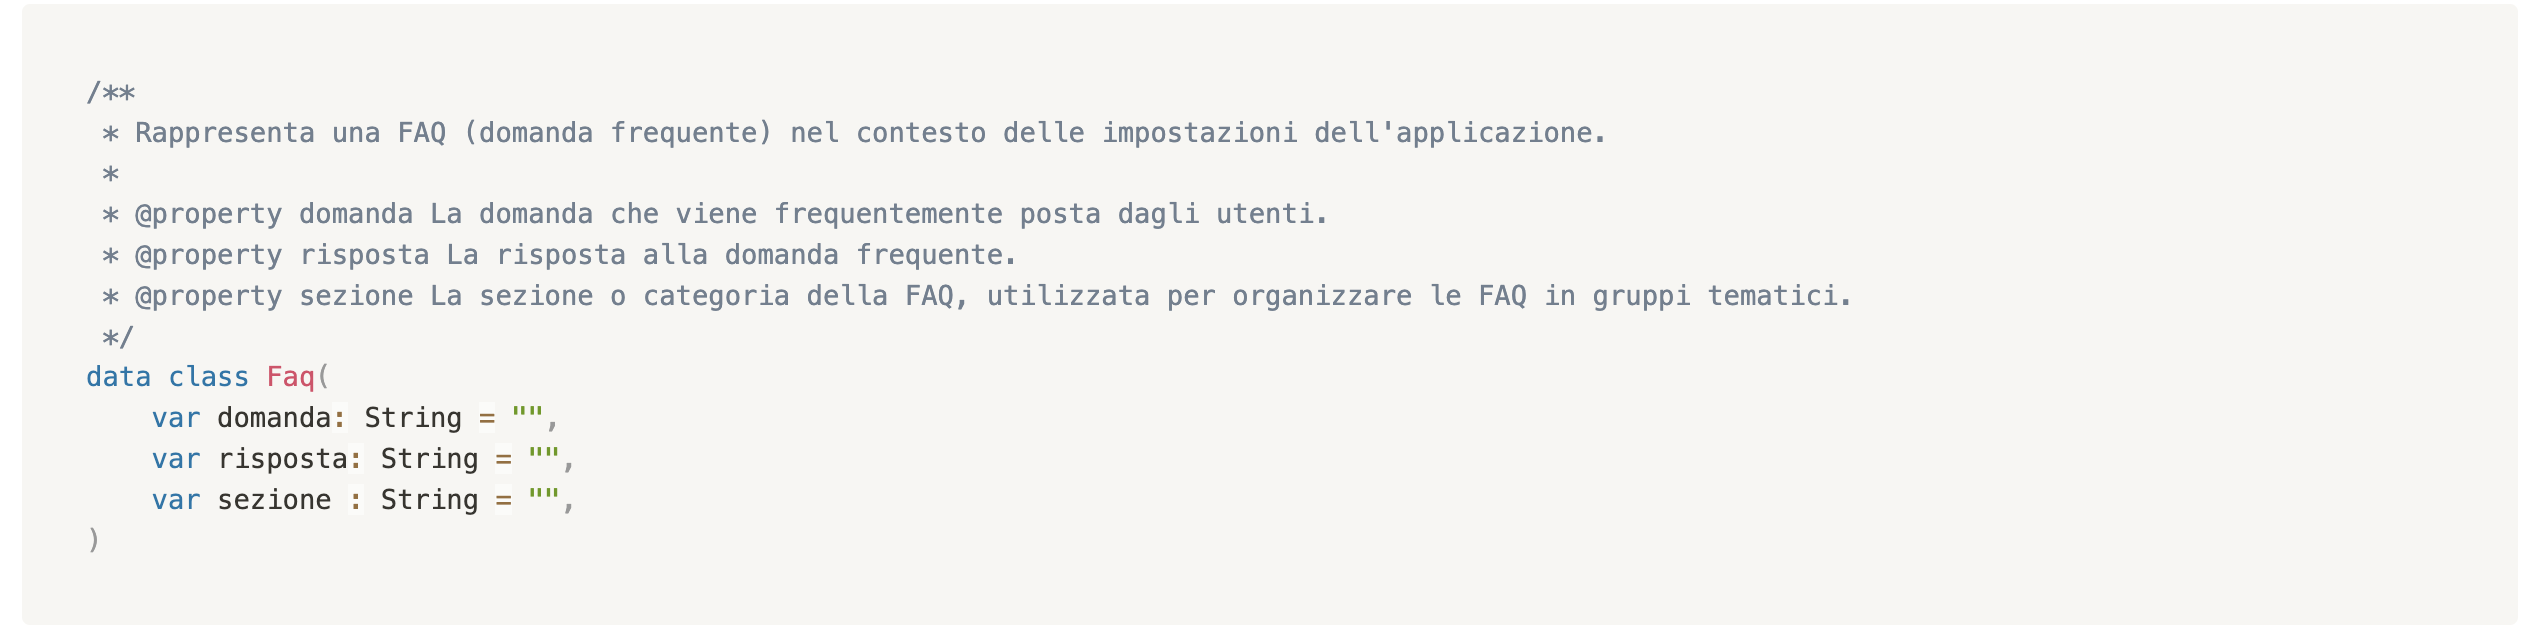 /**
 * Rappresenta una FAQ (domanda frequente) nel contesto delle impostazioni dell'applicazione.
 *
 * @property domanda La domanda che viene frequentemente posta dagli utenti.
 * @property risposta La risposta alla domanda frequente.
 * @property sezione La sezione o categoria della FAQ, utilizzata per organizzare le FAQ in gruppi tematici.
 */
data class Faq(
    var domanda: String = "",
    var risposta: String = "",
    var sezione : String = "",
)